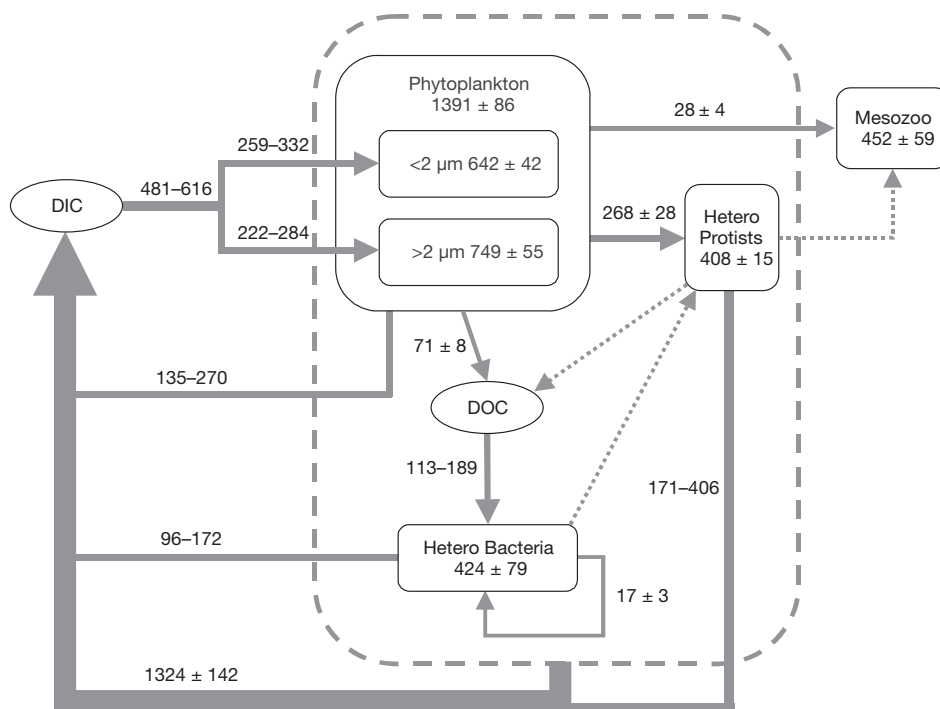 Phytoplankton
1391 ± 86
28 ± 4
Mesozoo
452 ± 59
259–332
<2 µm 642 ± 42
481–616
DIC
268 ± 28
Hetero
Protists
408 ± 15
222–284
>2 µm 749 ± 55
71 ± 8
135–270
DOC
113–189
171–406
96–172
Hetero Bacteria
424 ± 79
17 ± 3
1324 ± 142